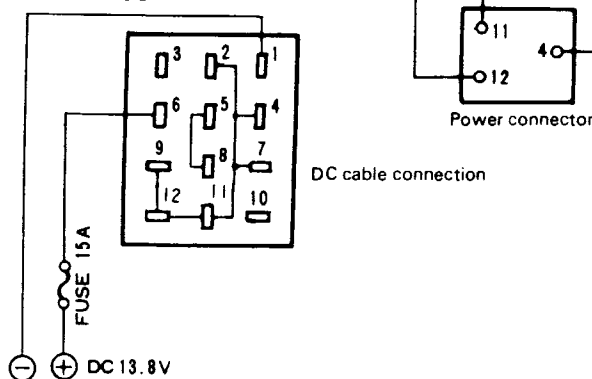 3 2 1
6 5 4
9 8 7
12 11 10
11
4
12
Power connector
DC cable connection
FUSE 15A
− + DC 13.8V